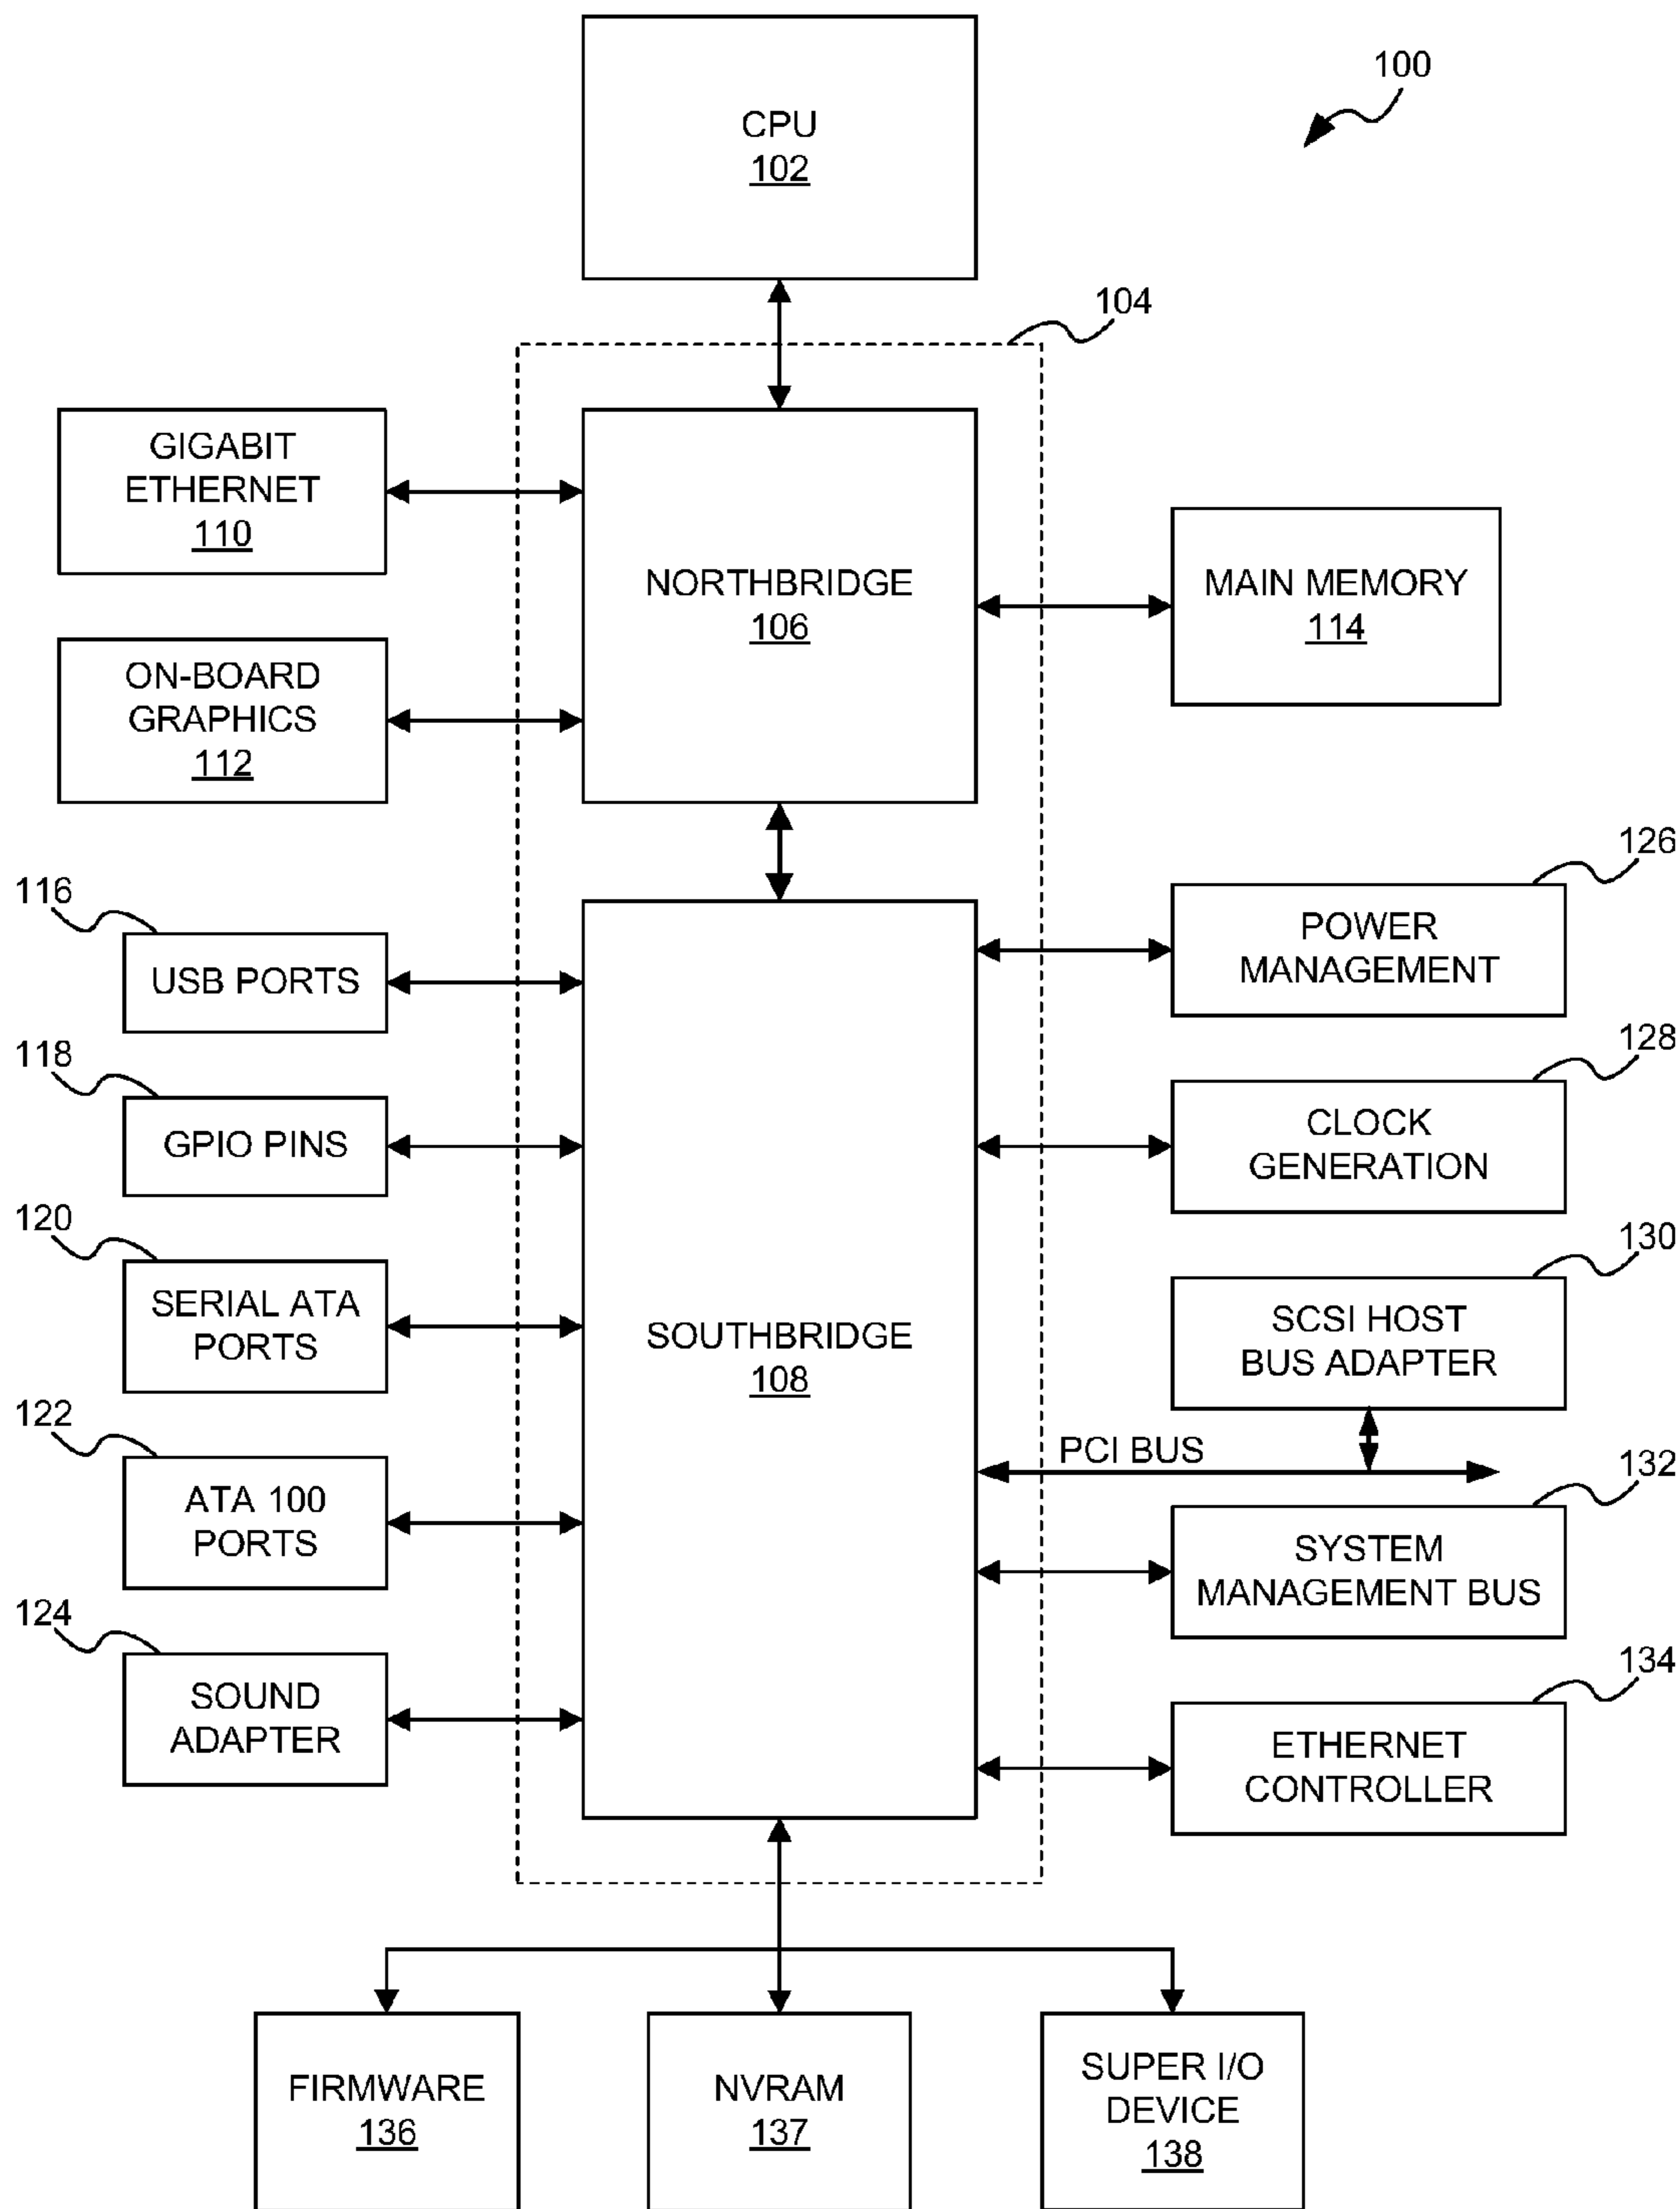 CPU
102
100
104
GIGABIT
ETHERNET
110
NORTHBRIDGE
106
MAIN MEMORY
114
ON-BOARD
GRAPHICS
112
116
USB PORTS
118
GPIO PINS
120
SERIAL ATA
PORTS
122
ATA 100
PORTS
124
SOUND
ADAPTER
SOUTHBRIDGE
108
126
POWER
MANAGEMENT
128
CLOCK
GENERATION
130
SCSI HOST
BUS ADAPTER
PCI BUS
132
SYSTEM
MANAGEMENT BUS
134
ETHERNET
CONTROLLER
FIRMWARE
136
NVRAM
137
SUPER I/O
DEVICE
138